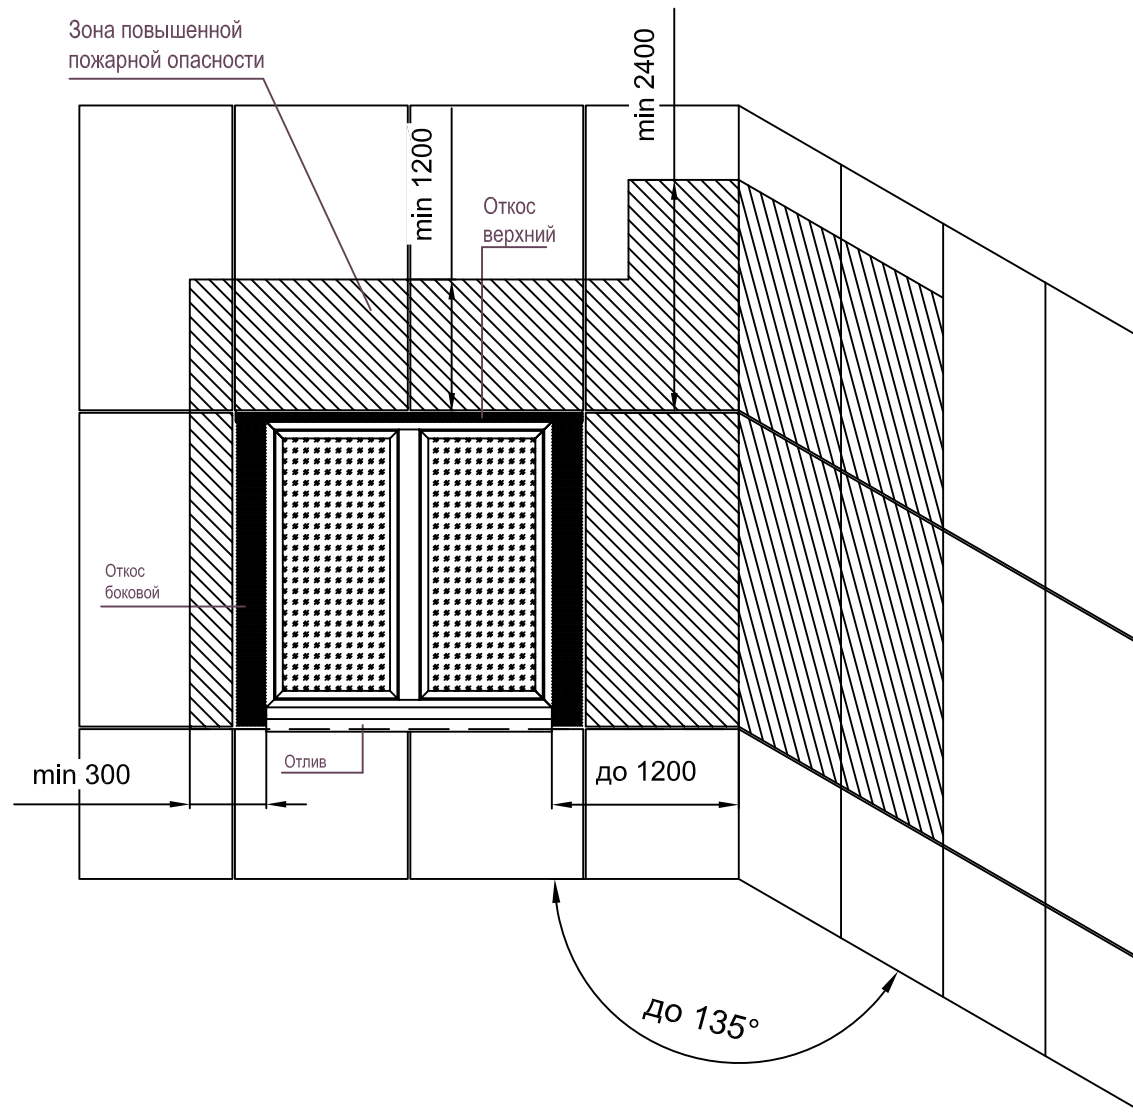 Зона повышенной
пожарной опасности
min 2400
min 1200
Откос
верхний
Откос
боковой
Отлив
min 300
до 1200
до 135°